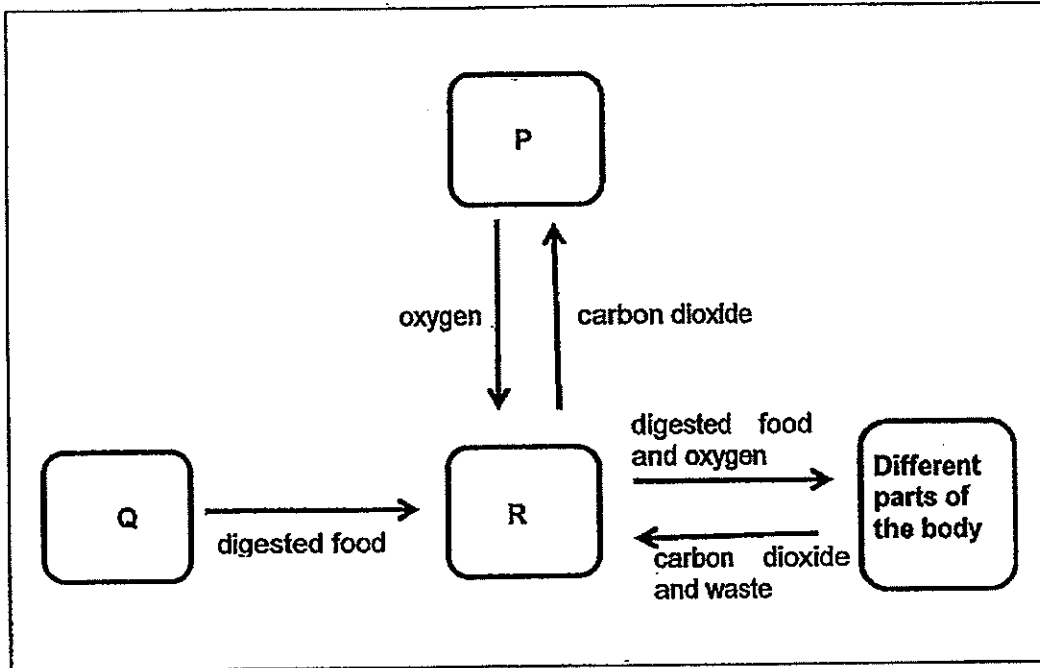 P
oxygen
carbon dioxide
digested food
and oxygen
Different
parts of
the body
Q
R
digested food
carbon dioxide
and waste